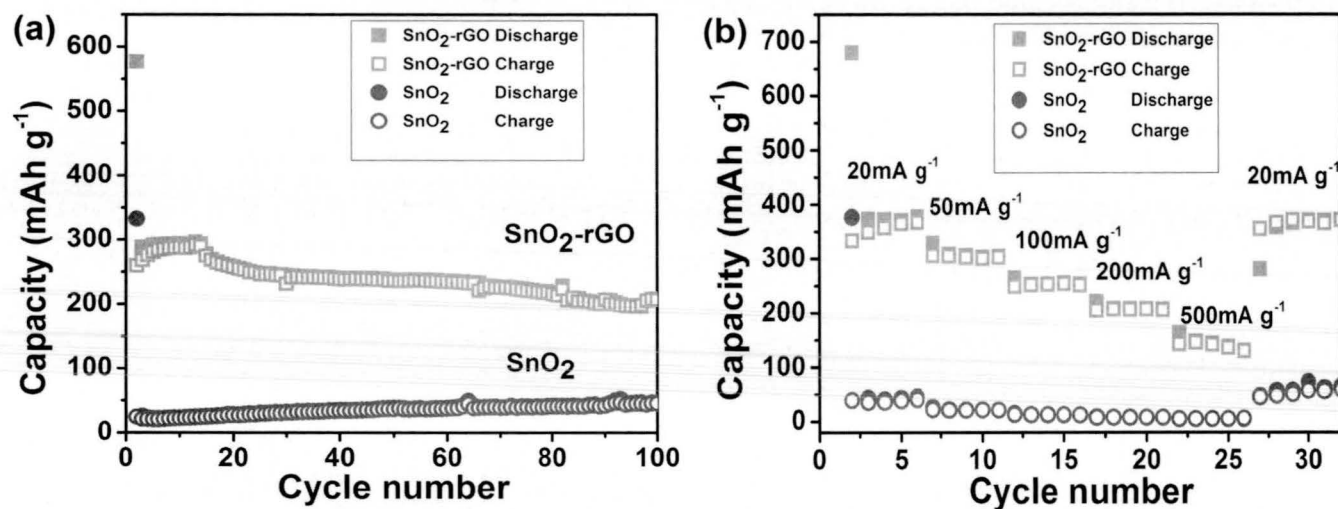 (a)
600
500
400
300
200
100
0
Capacity (mAh g⁻¹)
SnO₂-rGO Discharge
SnO₂-rGO Charge
SnO₂ Discharge
SnO₂ Charge
SnO₂-rGO
SnO₂
0 20 40 60 80 100
Cycle number
(b)
700
600
500
400
300
200
100
0
Capacity (mAh g⁻¹)
SnO₂-rGO Discharge
SnO₂-rGO Charge
SnO₂ Discharge
SnO₂ Charge
20mA g⁻¹
50mA g⁻¹
100mA g⁻¹
200mA g⁻¹
500mA g⁻¹
20mA g⁻¹
0 5 10 15 20 25 30
Cycle number